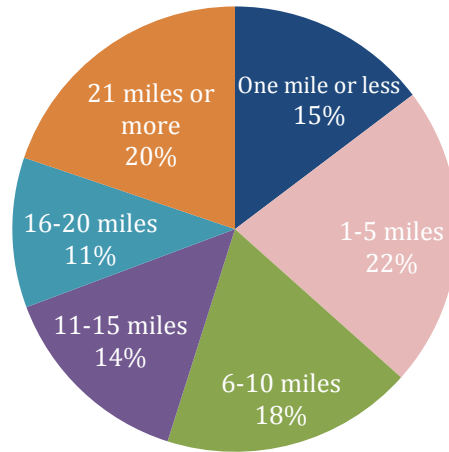 One mile or less
15%
1-5 miles
22%
6-10 miles
18%
11-15 miles
14%
16-20 miles
11%
21 miles or
more
20%